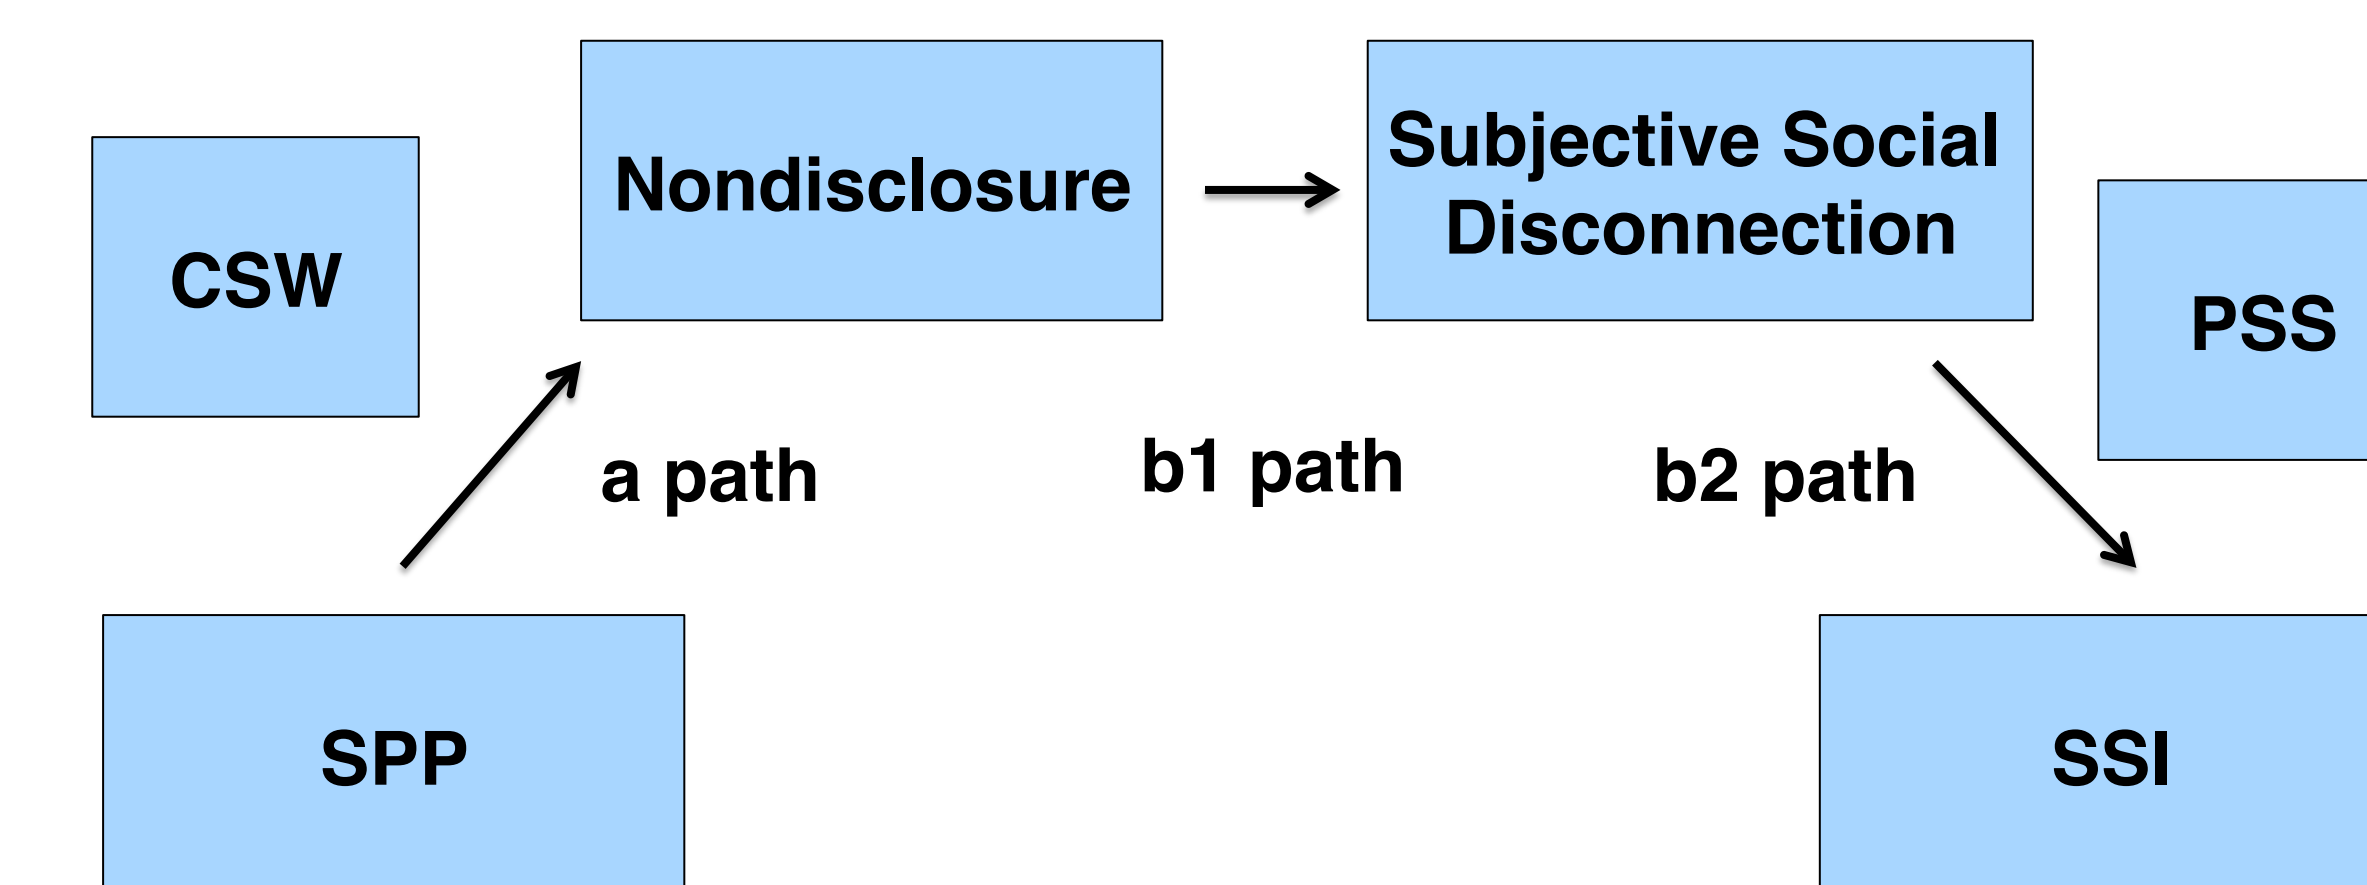 CSW
Nondisclosure
Subjective Social
Disconnection
PSS
a path
b1 path
b2 path
SPP
SSI